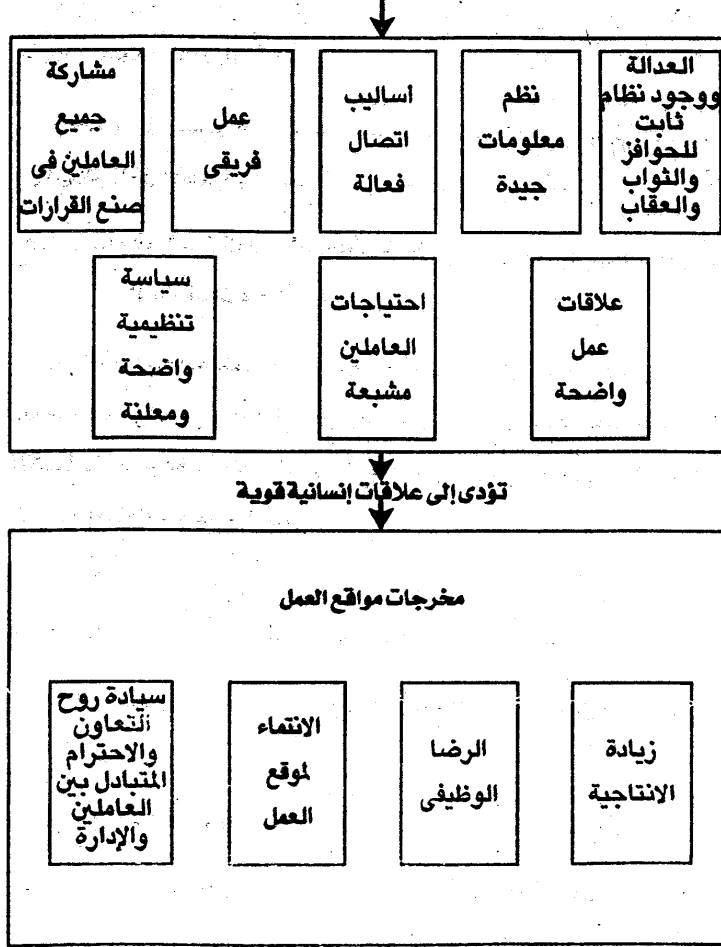 العدالة
ووجود نظام
ثابت
للحوافز
والثواب
والعقاب
نظم
معلومات
جيدة
اساليب
اتصال
فعالة
عمل
فريقى
مشاركة
جميع
العاملين فى
صنع القرارات
علاقات
عمل
واضحة
احتياجات
العاملين
مشبعة
سياسة
تنظيمية
واضحة
ومعلنة
تؤدى إلى علاقات إنسانية قوية
مخرجات مواقع العمل
زيادة
الانتاجية
الرضا
الوظيفى
الانتماء
لموقع
العمل
سيادة روح
التعاون
والاحترام
المتبادل بين
العاملين
والإدارة